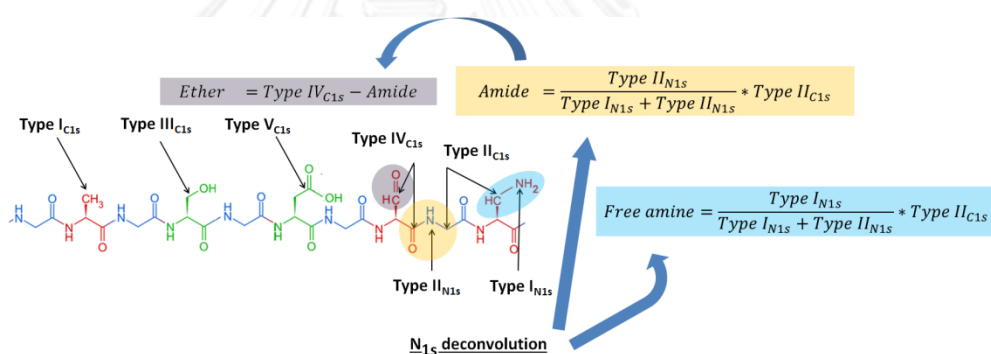 Ether = Type IV_C1s − Amide
Amide = Type II_N1s / (Type I_N1s + Type II_N1s) * Type II_C1s
Type I_C1s
Type III_C1s
Type V_C1s
Type IV_C1s
Type II_C1s
Free amine = Type I_N1s / (Type I_N1s + Type II_N1s) * Type II_C1s
O
OH
O
O
OH
O
HC
HC
NH₂
H
N
O
CH₃
H
N
O
H
N
O
H
N
O
H
N
N
H
O
N
H
O
N
H
O
N
H
O
N
H
O
Type II_N1s
Type I_N1s
N1s deconvolution